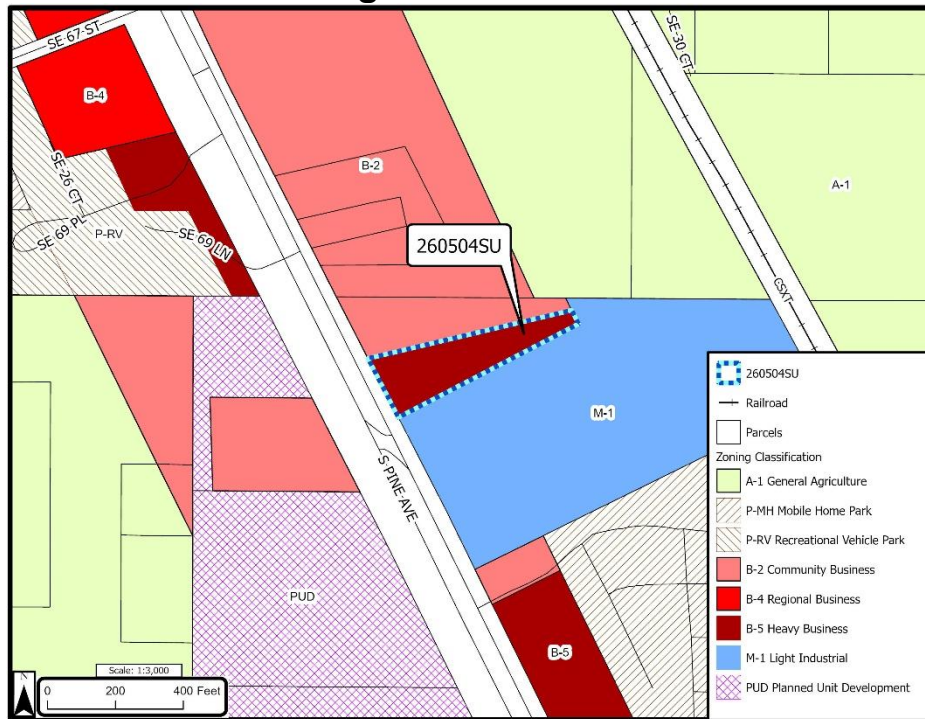 SE 67 ST
SE 30 CT
B-4
B-2
A-1
SE 26 CT
SE 69 PL
P-RV
SE 69 LN
260504SU
CSXT
M-1
S PINE AVE
PUD
B-5
260504SU
Railroad
Parcels
Zoning Classification
A-1 General Agriculture
P-MH Mobile Home Park
P-RV Recreational Vehicle Park
B-2 Community Business
B-4 Regional Business
B-5 Heavy Business
M-1 Light Industrial
PUD Planned Unit Development
N
Scale: 1:3,000
0 200 400 Feet